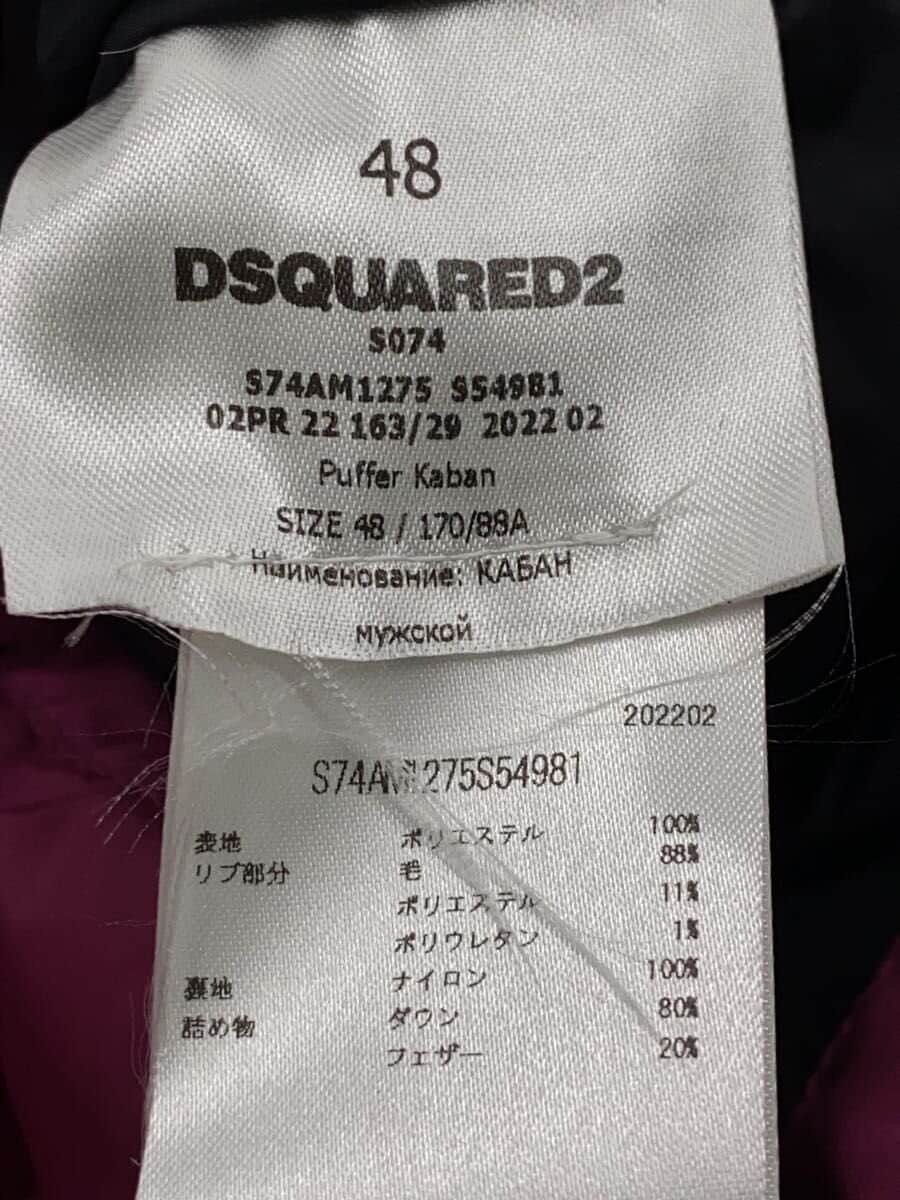 48
DSQUARED2
S074
S74AM1275 S54981
02PR 22 163/29 2022 02
Puffer Kaban
SIZE 48 / 170/88A
Наименование: КАБАН
мужской
202202
S74AM1275S54981
表地 ポリエステル 100%
リブ部分 毛 88%
ポリエステル 11%
ポリウレタン 1%
裏地 ナイロン 100%
詰め物 ダウン 80%
フェザー 20%